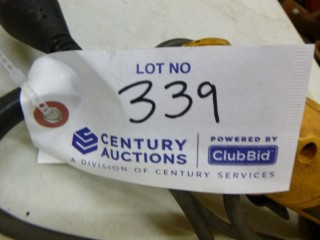 LOT NO
339
CENTURY AUCTIONS
POWERED BY
ClubBid
A DIVISION OF CENTURY SERVICES